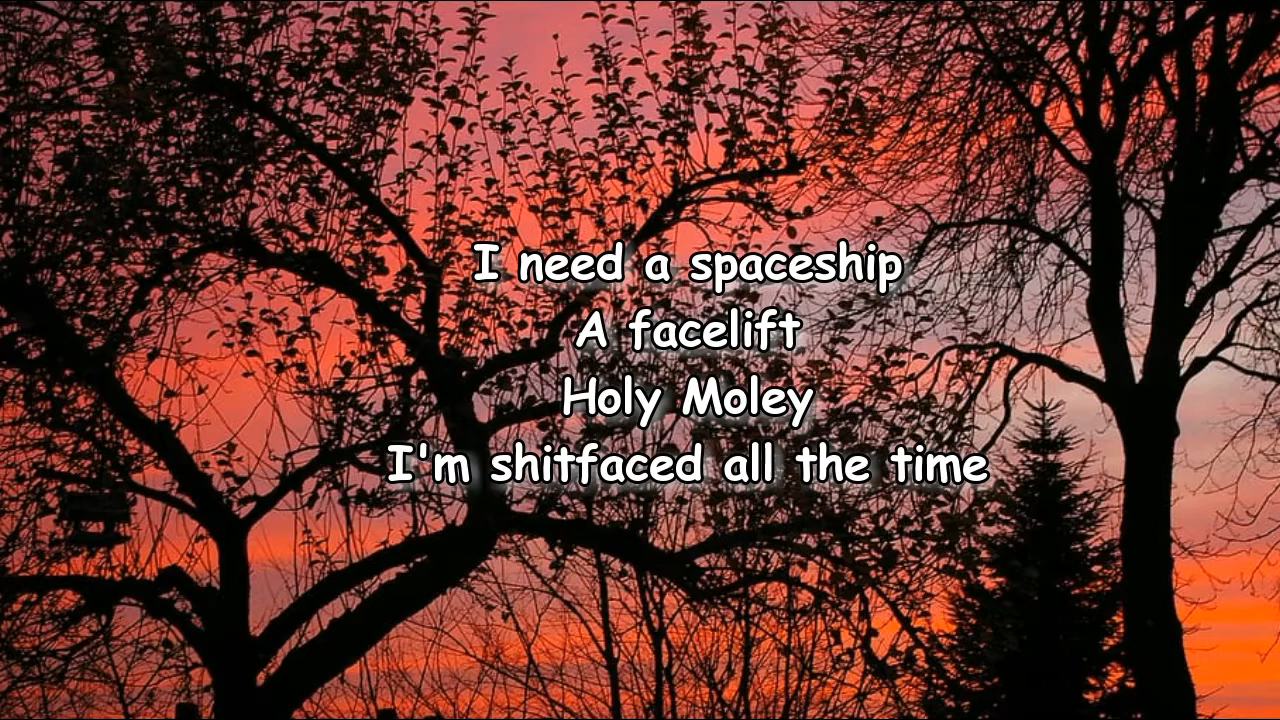 I need a spaceship
A facelift
Holy Moley
I'm shitfaced all the time